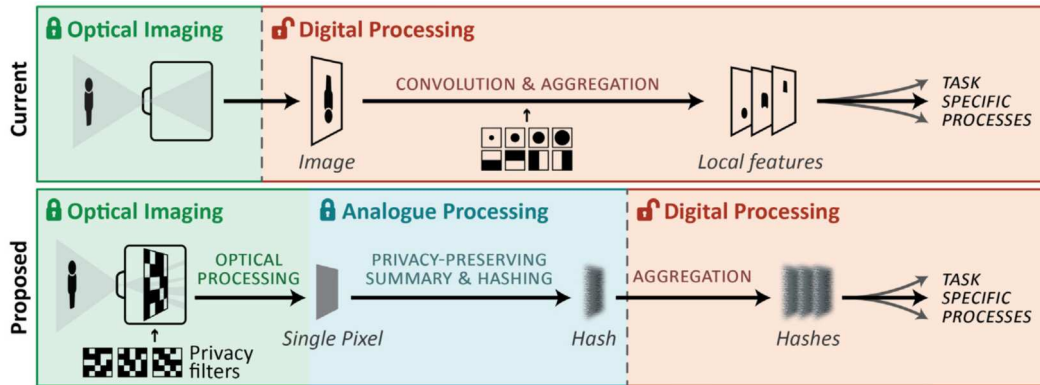 Current
Optical Imaging
Digital Processing
CONVOLUTION & AGGREGATION
Image
Local features
TASK
SPECIFIC
PROCESSES
Proposed
Optical Imaging
Analogue Processing
Digital Processing
OPTICAL
PROCESSING
PRIVACY-PRESERVING
SUMMARY & HASHING
AGGREGATION
Single Pixel
Hash
Hashes
TASK
SPECIFIC
PROCESSES
Privacy
filters